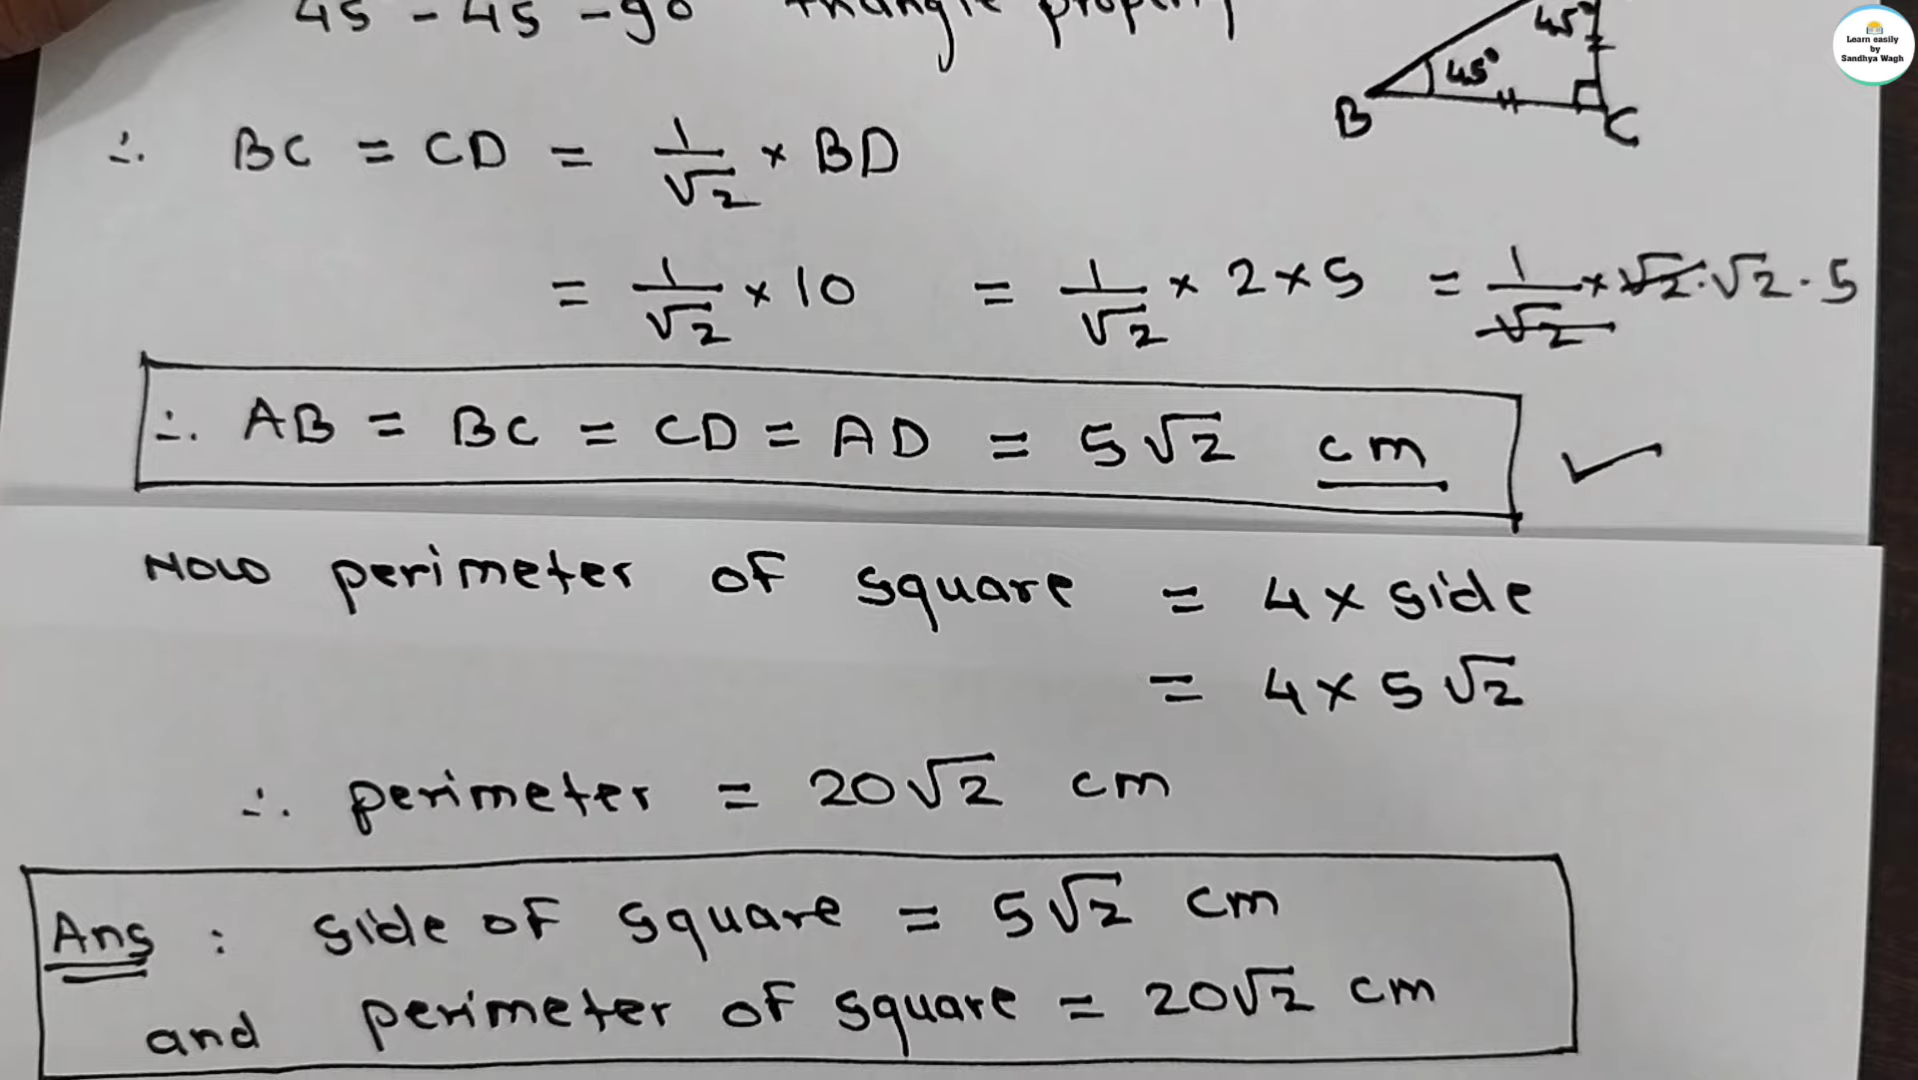 45 - 45 - 90 triangle property
45°
45°
B
C
Learn easily
by
Sandhya Wagh
∴ BC = CD = 1/√2 × BD
= 1/√2 × 10 = 1/√2 × 2 × 5 = 1/√2 × √2 · √2 · 5
∴ AB = BC = CD = AD = 5√2 cm ✓
Now perimeter of square = 4 × side
= 4 × 5√2
∴ perimeter = 20√2 cm
Ans : side of square = 5√2 cm
and perimeter of square = 20√2 cm